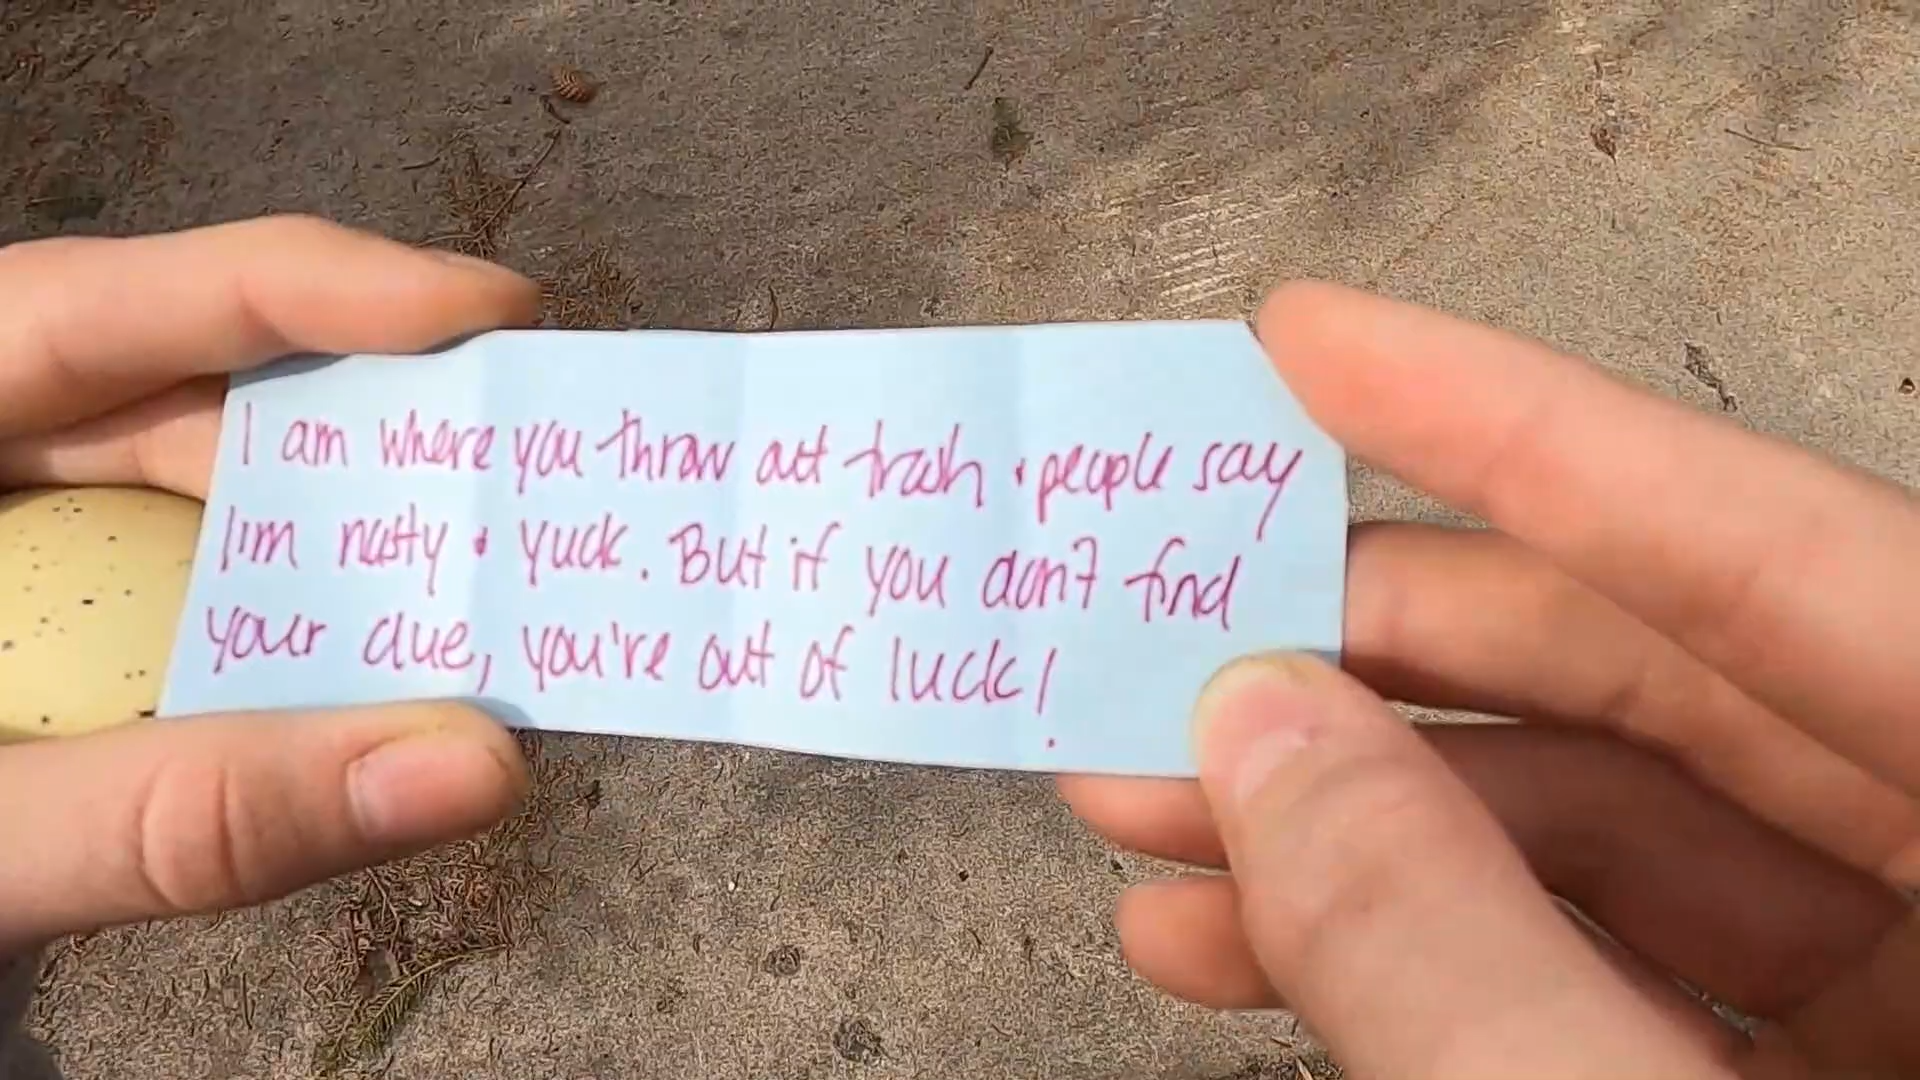 I am where you throw out trash + people say
I'm nasty + yuck. But if you don't find
your clue, you're out of luck!